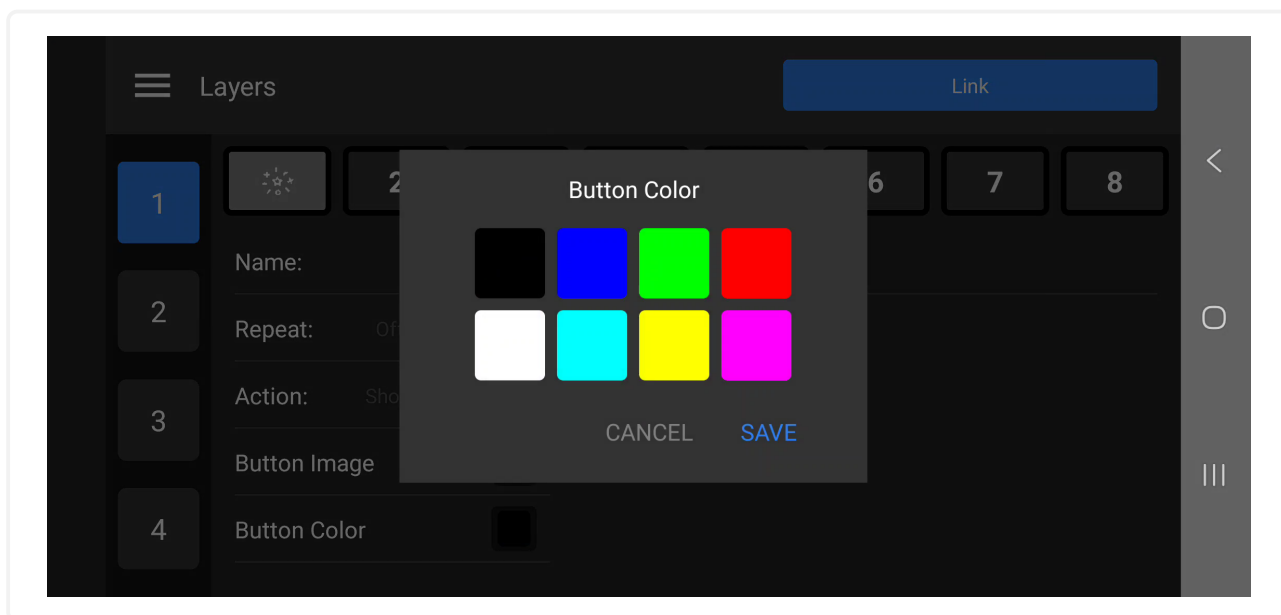 Layers
Link
1
2
6
7
8
Button Color
Name:
2
Repeat:
Action:
3
CANCEL
SAVE
Button Image
4
Button Color